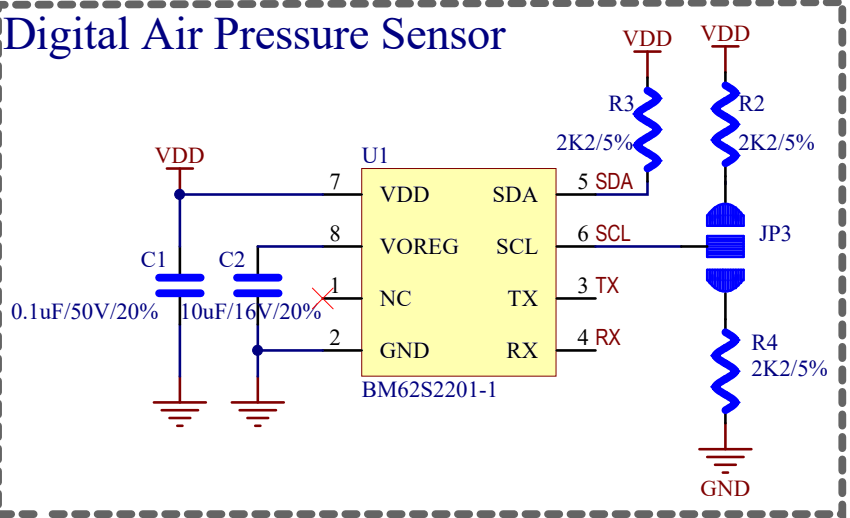 Digital Air Pressure Sensor
VDD
VDD
R3
2K2/5%
R2
2K2/5%
VDD
U1
7 VDD
SDA 5 SDA
8 VOREG
SCL 6 SCL
JP3
C1
0.1uF/50V/20%
C2
10uF/16V/20%
1 NC
TX 3 TX
2 GND
RX 4 RX
BM62S2201-1
R4
2K2/5%
GND